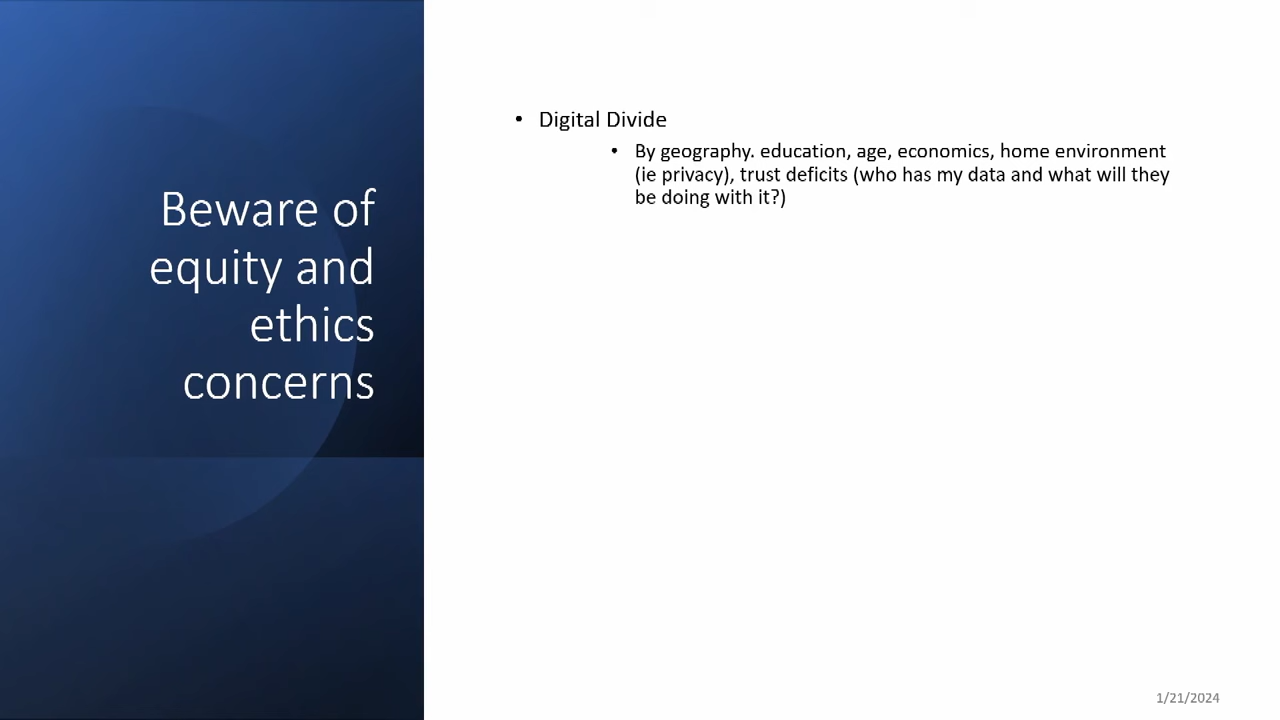 Beware of
equity and
ethics
concerns
• Digital Divide
• By geography. education, age, economics, home environment
(ie privacy), trust deficits (who has my data and what will they
be doing with it?)
1/21/2024